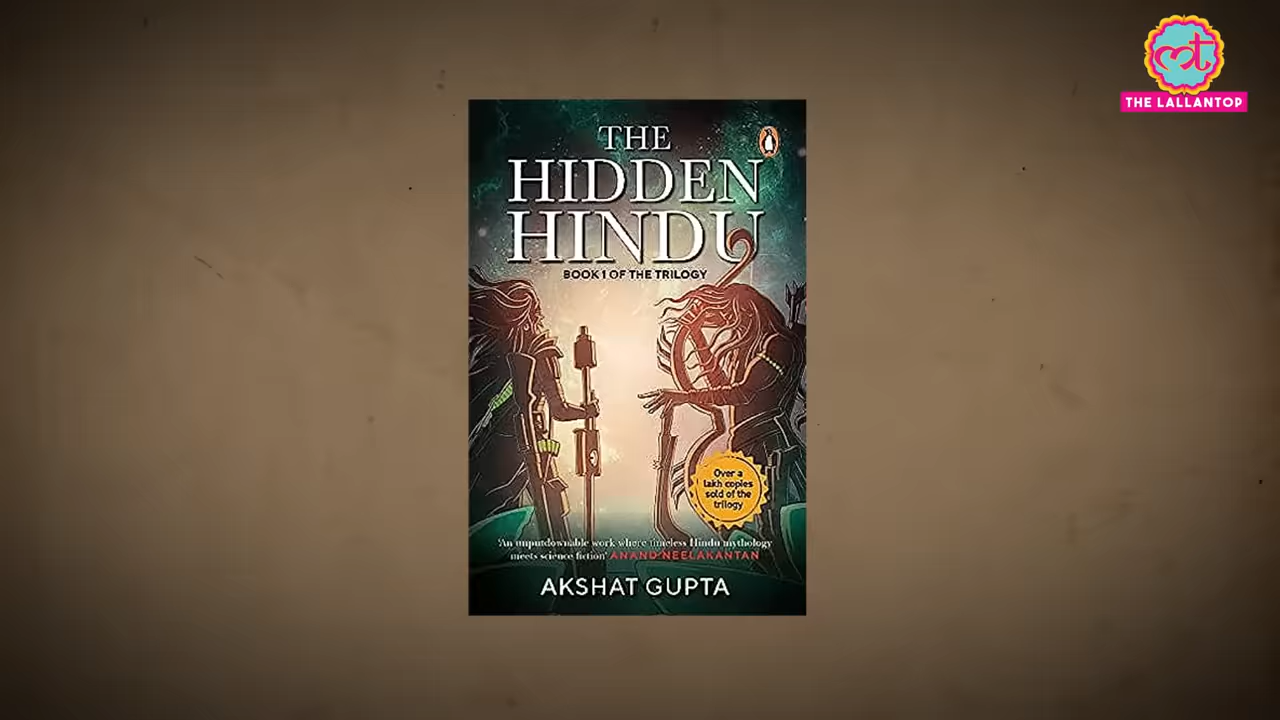 THE LALLANTOP
THE
HIDDEN
HINDU
BOOK 1 OF THE TRILOGY
Over a
lakh copies
sold of the
trilogy
'An unputdownable work where timeless Hindu mythology
meets science fiction' ANAND NEELAKANTAN
AKSHAT GUPTA